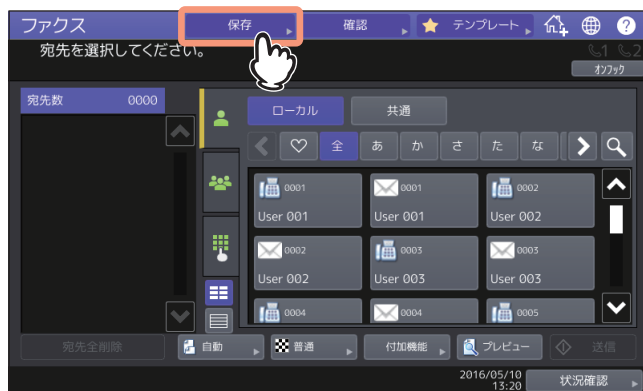 ファクス 保存 確認 テンプレート ?
宛先を選択してください。
1 2
オンフック
宛先数 0000
ローカル 共通
全 あ か さ た な
0001 0001 0002
User 001 User 001 User 002
0002 0003 0003
User 002 User 003 User 003
0004 0004 0005
宛先全削除 自動 普通 付加機能 プレビュー 送信
2016/05/10
13:20
状況確認